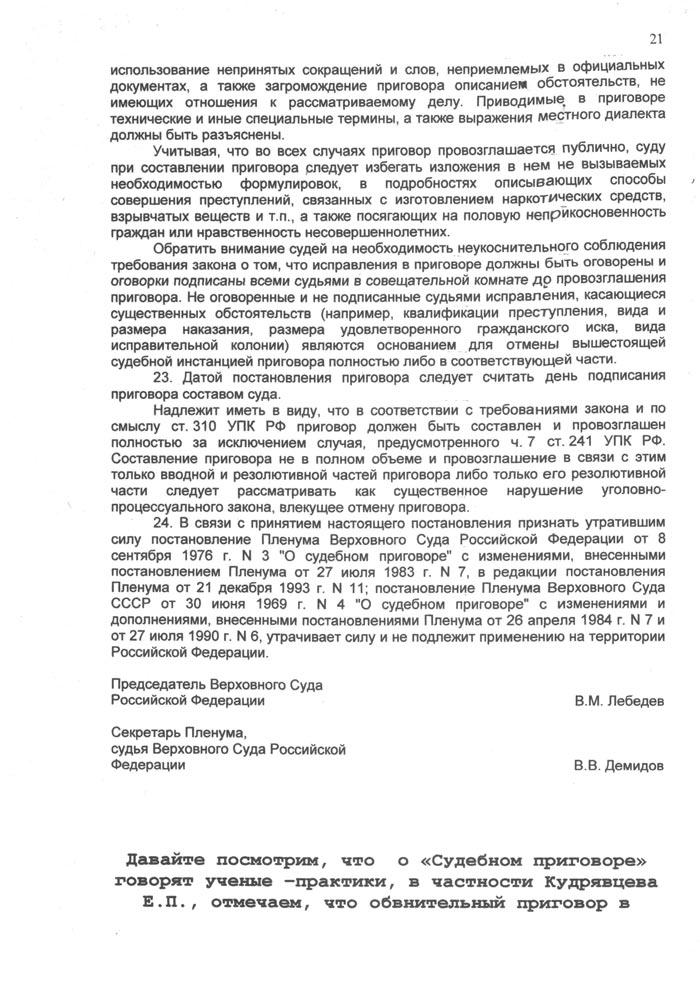 21
использование непринятых сокращений и слов, неприемлемых в официальных
документах, а также загромождение приговора описанием обстоятельств, не
имеющих отношения к рассматриваемому делу. Приводимые в приговоре
технические и иные специальные термины, а также выражения местного диалекта
должны быть разъяснены.
Учитывая, что во всех случаях приговор провозглашается публично, суду
при составлении приговора следует избегать изложения в нем не вызываемых
необходимостью формулировок, в подробностях описывающих способы
совершения преступлений, связанных с изготовлением наркотических средств,
взрывчатых веществ и т.п., а также посягающих на половую неприкосновенность
граждан или нравственность несовершеннолетних.
Обратить внимание судей на необходимость неукоснительного соблюдения
требования закона о том, что исправления в приговоре должны быть оговорены и
оговорки подписаны всеми судьями в совещательной комнате до провозглашения
приговора. Не оговоренные и не подписанные судьями исправления, касающиеся
существенных обстоятельств (например, квалификации преступления, вида и
размера наказания, размера удовлетворенного гражданского иска, вида
исправительной колонии) являются основанием для отмены вышестоящей
судебной инстанцией приговора полностью либо в соответствующей части.
23. Датой постановления приговора следует считать день подписания
приговора составом суда.
Надлежит иметь в виду, что в соответствии с требованиями закона и по
смыслу ст. 310 УПК РФ приговор должен быть составлен и провозглашен
полностью за исключением случая, предусмотренного ч. 7 ст. 241 УПК РФ.
Составление приговора не в полном объеме и провозглашение в связи с этим
только вводной и резолютивной частей приговора либо только его резолютивной
части следует рассматривать как существенное нарушение уголовно-
процессуального закона, влекущее отмену приговора.
24. В связи с принятием настоящего постановления признать утратившим
силу постановление Пленума Верховного Суда Российской Федерации от 8
сентября 1976 г. N 3 "О судебном приговоре" с изменениями, внесенными
постановлением Пленума от 27 июля 1983 г. N 7, в редакции постановления
Пленума от 21 декабря 1993 г. N 11; постановление Пленума Верховного Суда
СССР от 30 июня 1969 г. N 4 "О судебном приговоре" с изменениями и
дополнениями, внесенными постановлениями Пленума от 26 апреля 1984 г. N 7 и
от 27 июля 1990 г. N 6, утрачивает силу и не подлежит применению на территории
Российской Федерации.
Председатель Верховного Суда
Российской Федерации В.М. Лебедев
Секретарь Пленума,
судья Верховного Суда Российской
Федерации В.В. Демидов
Давайте посмотрим, что о «Судебном приговоре»
говорят ученые –практики, в частности Кудрявцева
Е.П., отмечаем, что обвнительный приговор в